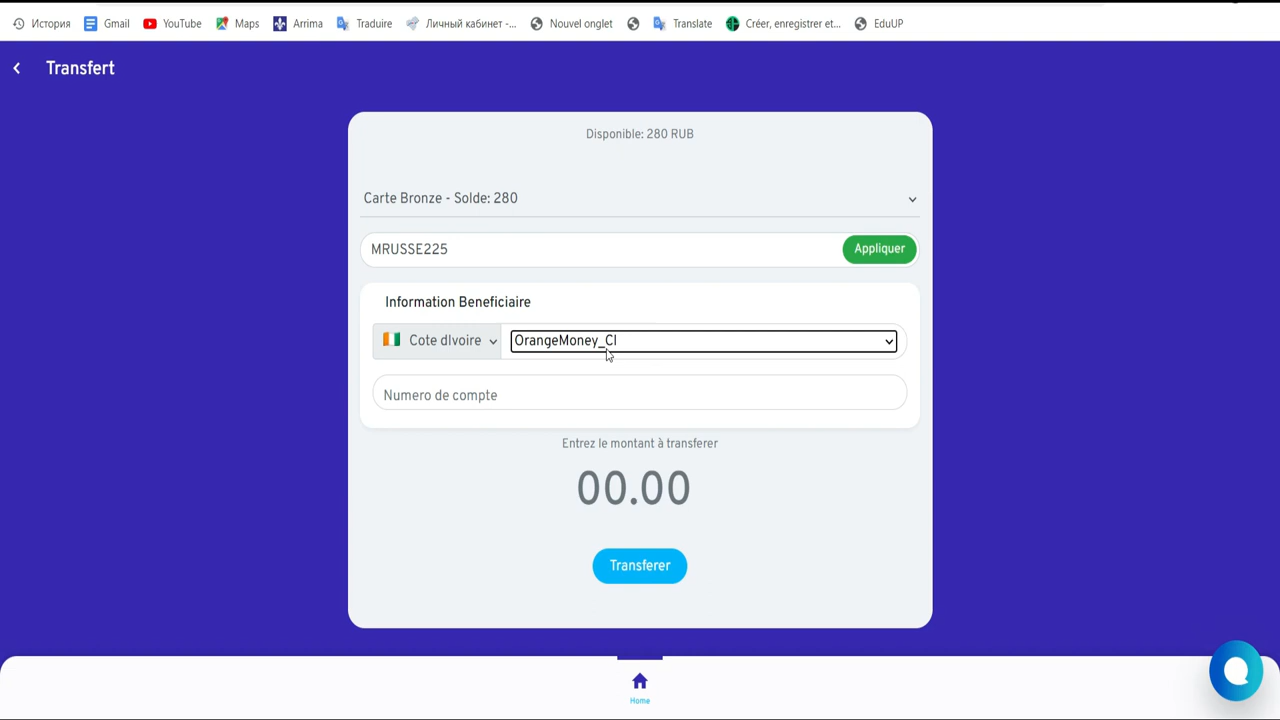 История Gmail YouTube Maps Arrima Traduire Личный кабинет -... Nouvel onglet Translate Créer, enregistrer et... EduUP
Transfert
Disponible: 280 RUB
Carte Bronze - Solde: 280
MRUSSE225 Appliquer
Information Beneficiaire
Cote dIvoire OrangeMoney_CI
Numero de compte
Entrez le montant à transferer
00.00
Transferer
Home